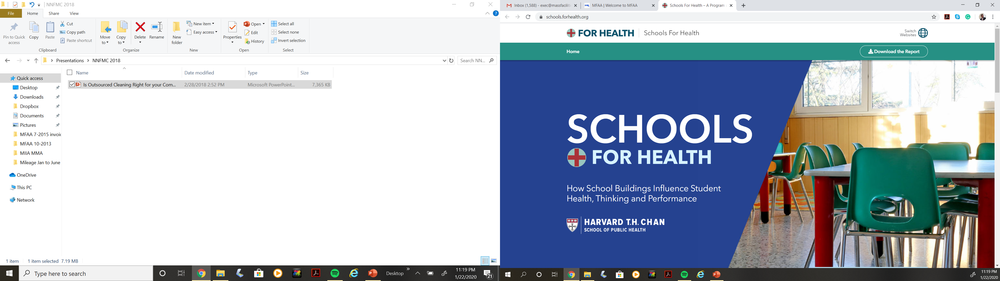 NNFMC 2018
File Home Share View
Pin to Quick access
Copy
Paste
Cut
Copy path
Paste shortcut
Clipboard
Move to
Copy to
Delete
Rename
Organize
New folder
New item
Easy access
New
Properties
Open
Edit
History
Open
Select all
Select none
Invert selection
Select
Presentations NNFMC 2018
Search NN...
Name Date modified Type Size
Is Outsourced Cleaning Right for your Com... 2/28/2018 2:52 PM Microsoft PowerPoint... 7,365 KB
Quick access
Desktop
Downloads
Dropbox
Documents
Pictures
MFAA 7-2015 invoic
MFAA 10-2013
MIIA MMA
Mileage Jan to June
OneDrive
This PC
Network
1 item 1 item selected 7.19 MB
Type here to search
Desktop
11:19 PM
1/22/2020
21
Inbox (1,588) - exec@massfaciliti
MFAA | Welcome to MFAA
Schools For Health – A Program
schools.forhealth.org
FOR HEALTH Schools For Health
Switch Websites
Home
Download the Report
SCHOOLS
FOR HEALTH
How School Buildings Influence Student
Health, Thinking and Performance
HARVARD T.H. CHAN
SCHOOL OF PUBLIC HEALTH
11:19 PM
1/22/2020